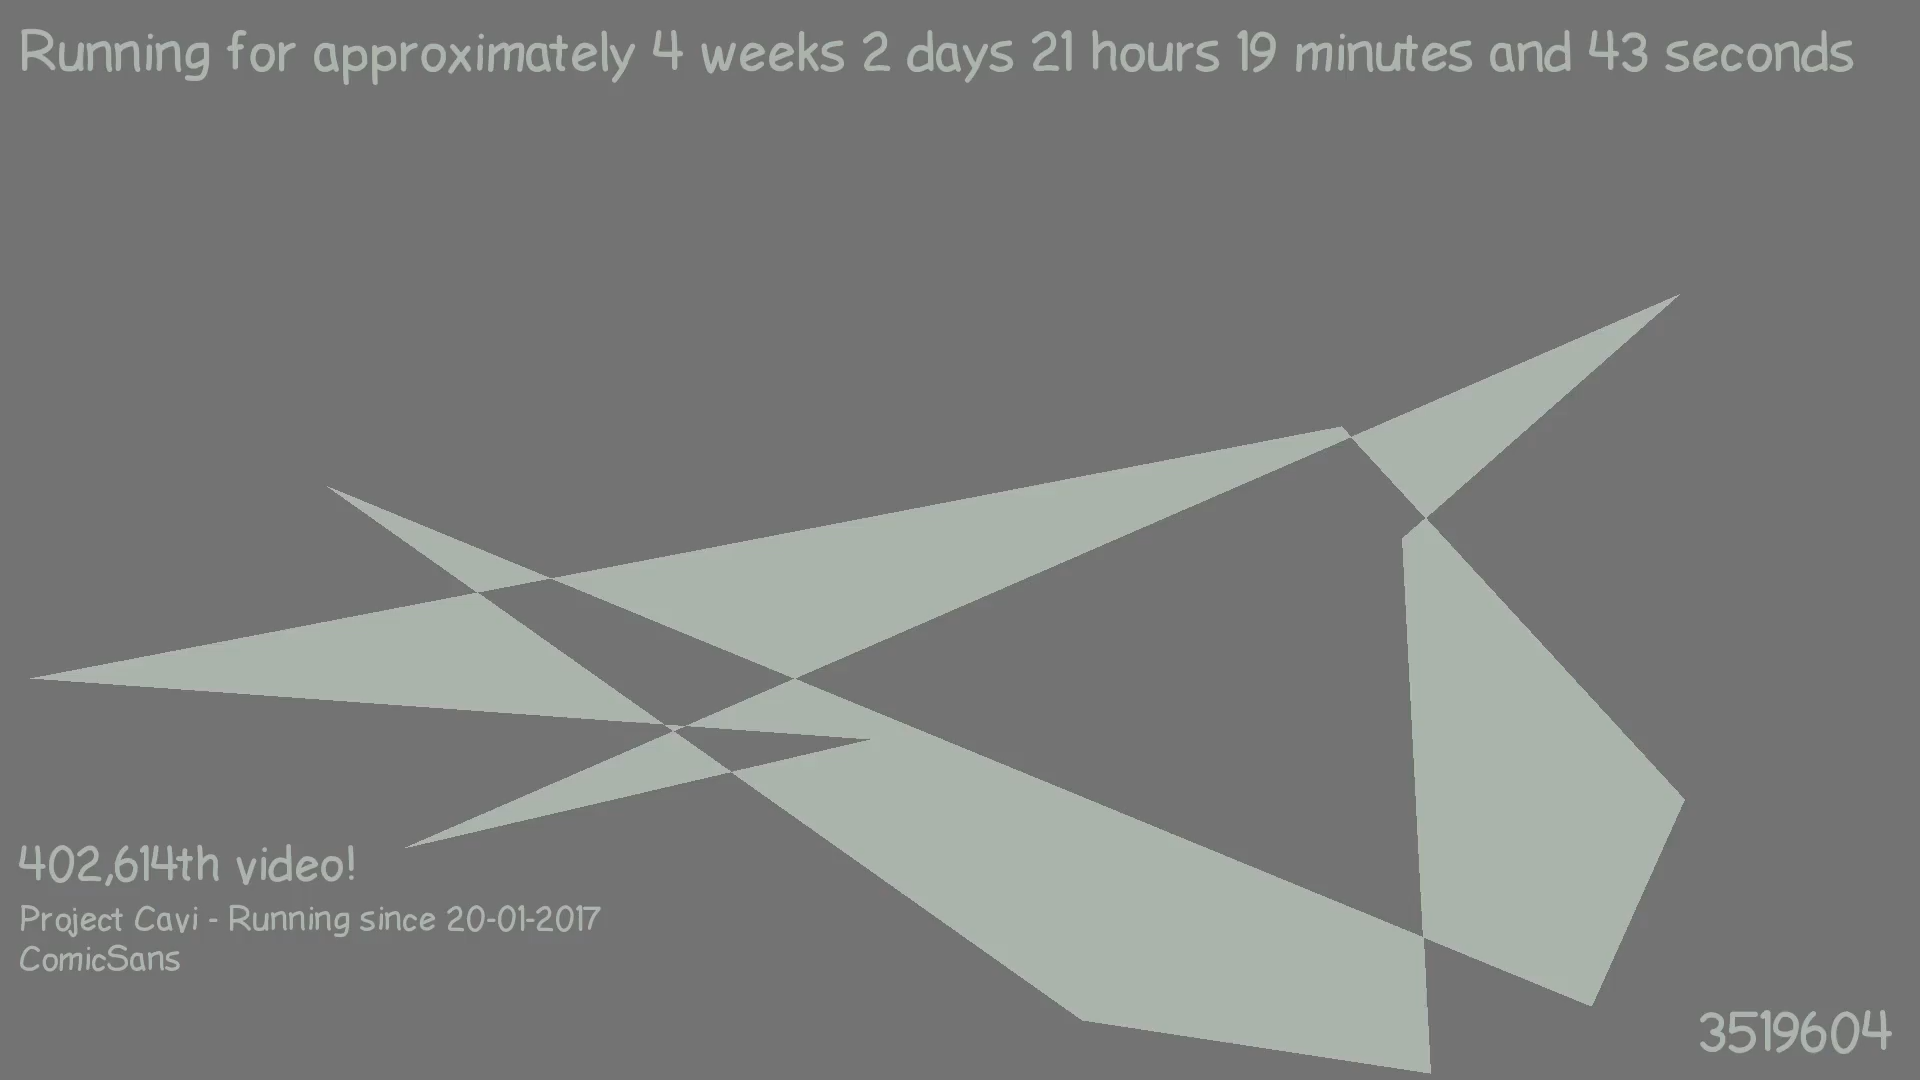 Running for approximately 4 weeks 2 days 21 hours 19 minutes and 43 seconds
402,614th video!
Project Cavi - Running since 20-01-2017
ComicSans
3519604